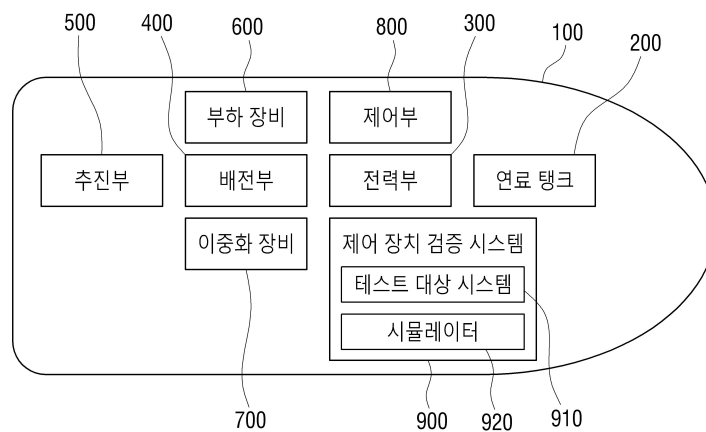 500
400
600
800
300
100
200
부하 장비
제어부
추진부
배전부
전력부
연료 탱크
이중화 장비
제어 장치 검증 시스템
테스트 대상 시스템
시뮬레이터
700
900
920
910